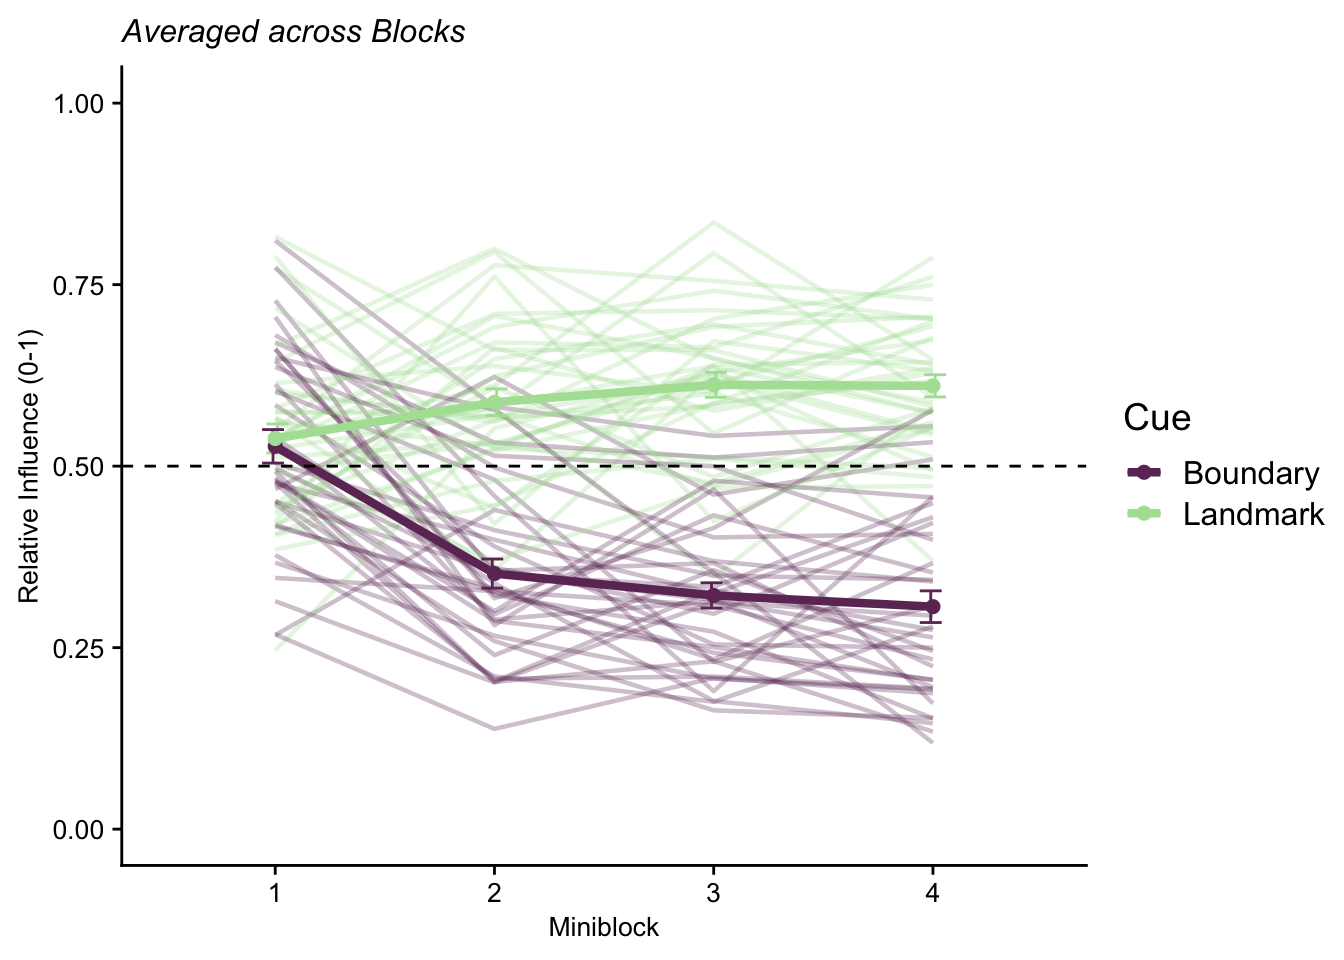 Averaged across Blocks
1.00
0.75
0.50
0.25
0.00
Relative Influence (0-1)
1 2 3 4
Miniblock
Cue
Boundary
Landmark